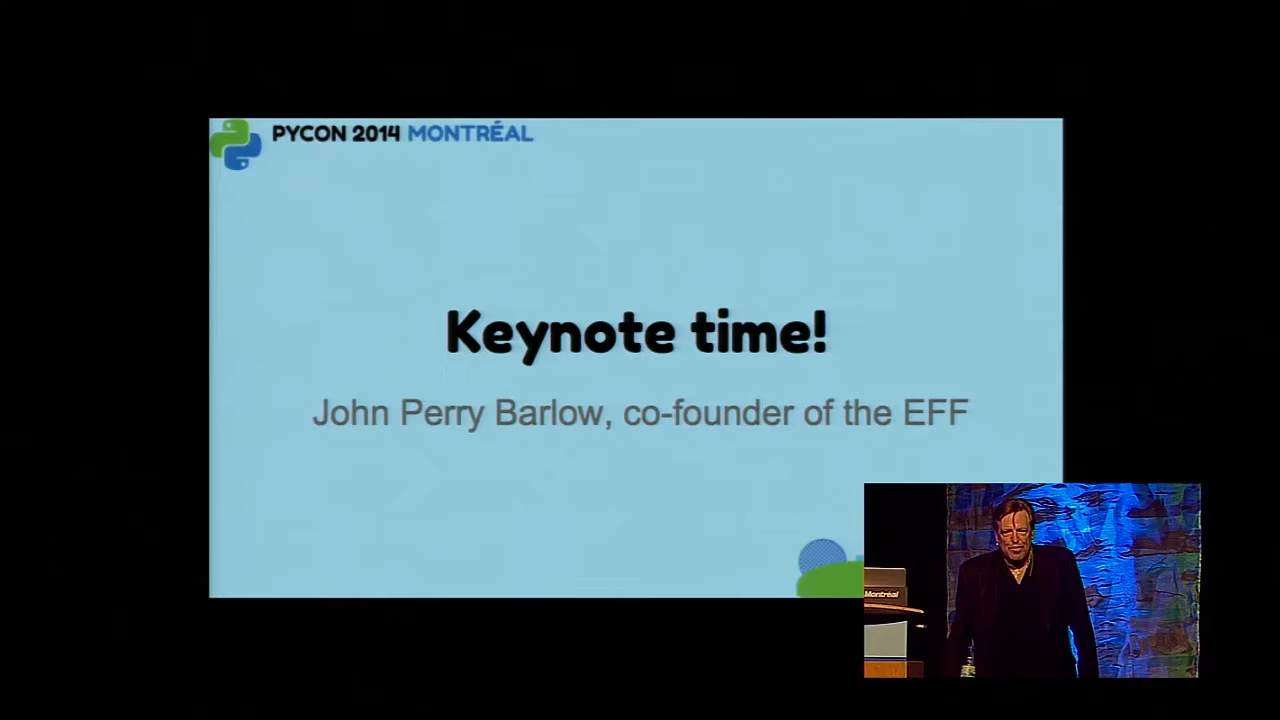 PYCON 2014 MONTRÉAL
Keynote time!
John Perry Barlow, co-founder of the EFF
Montréal